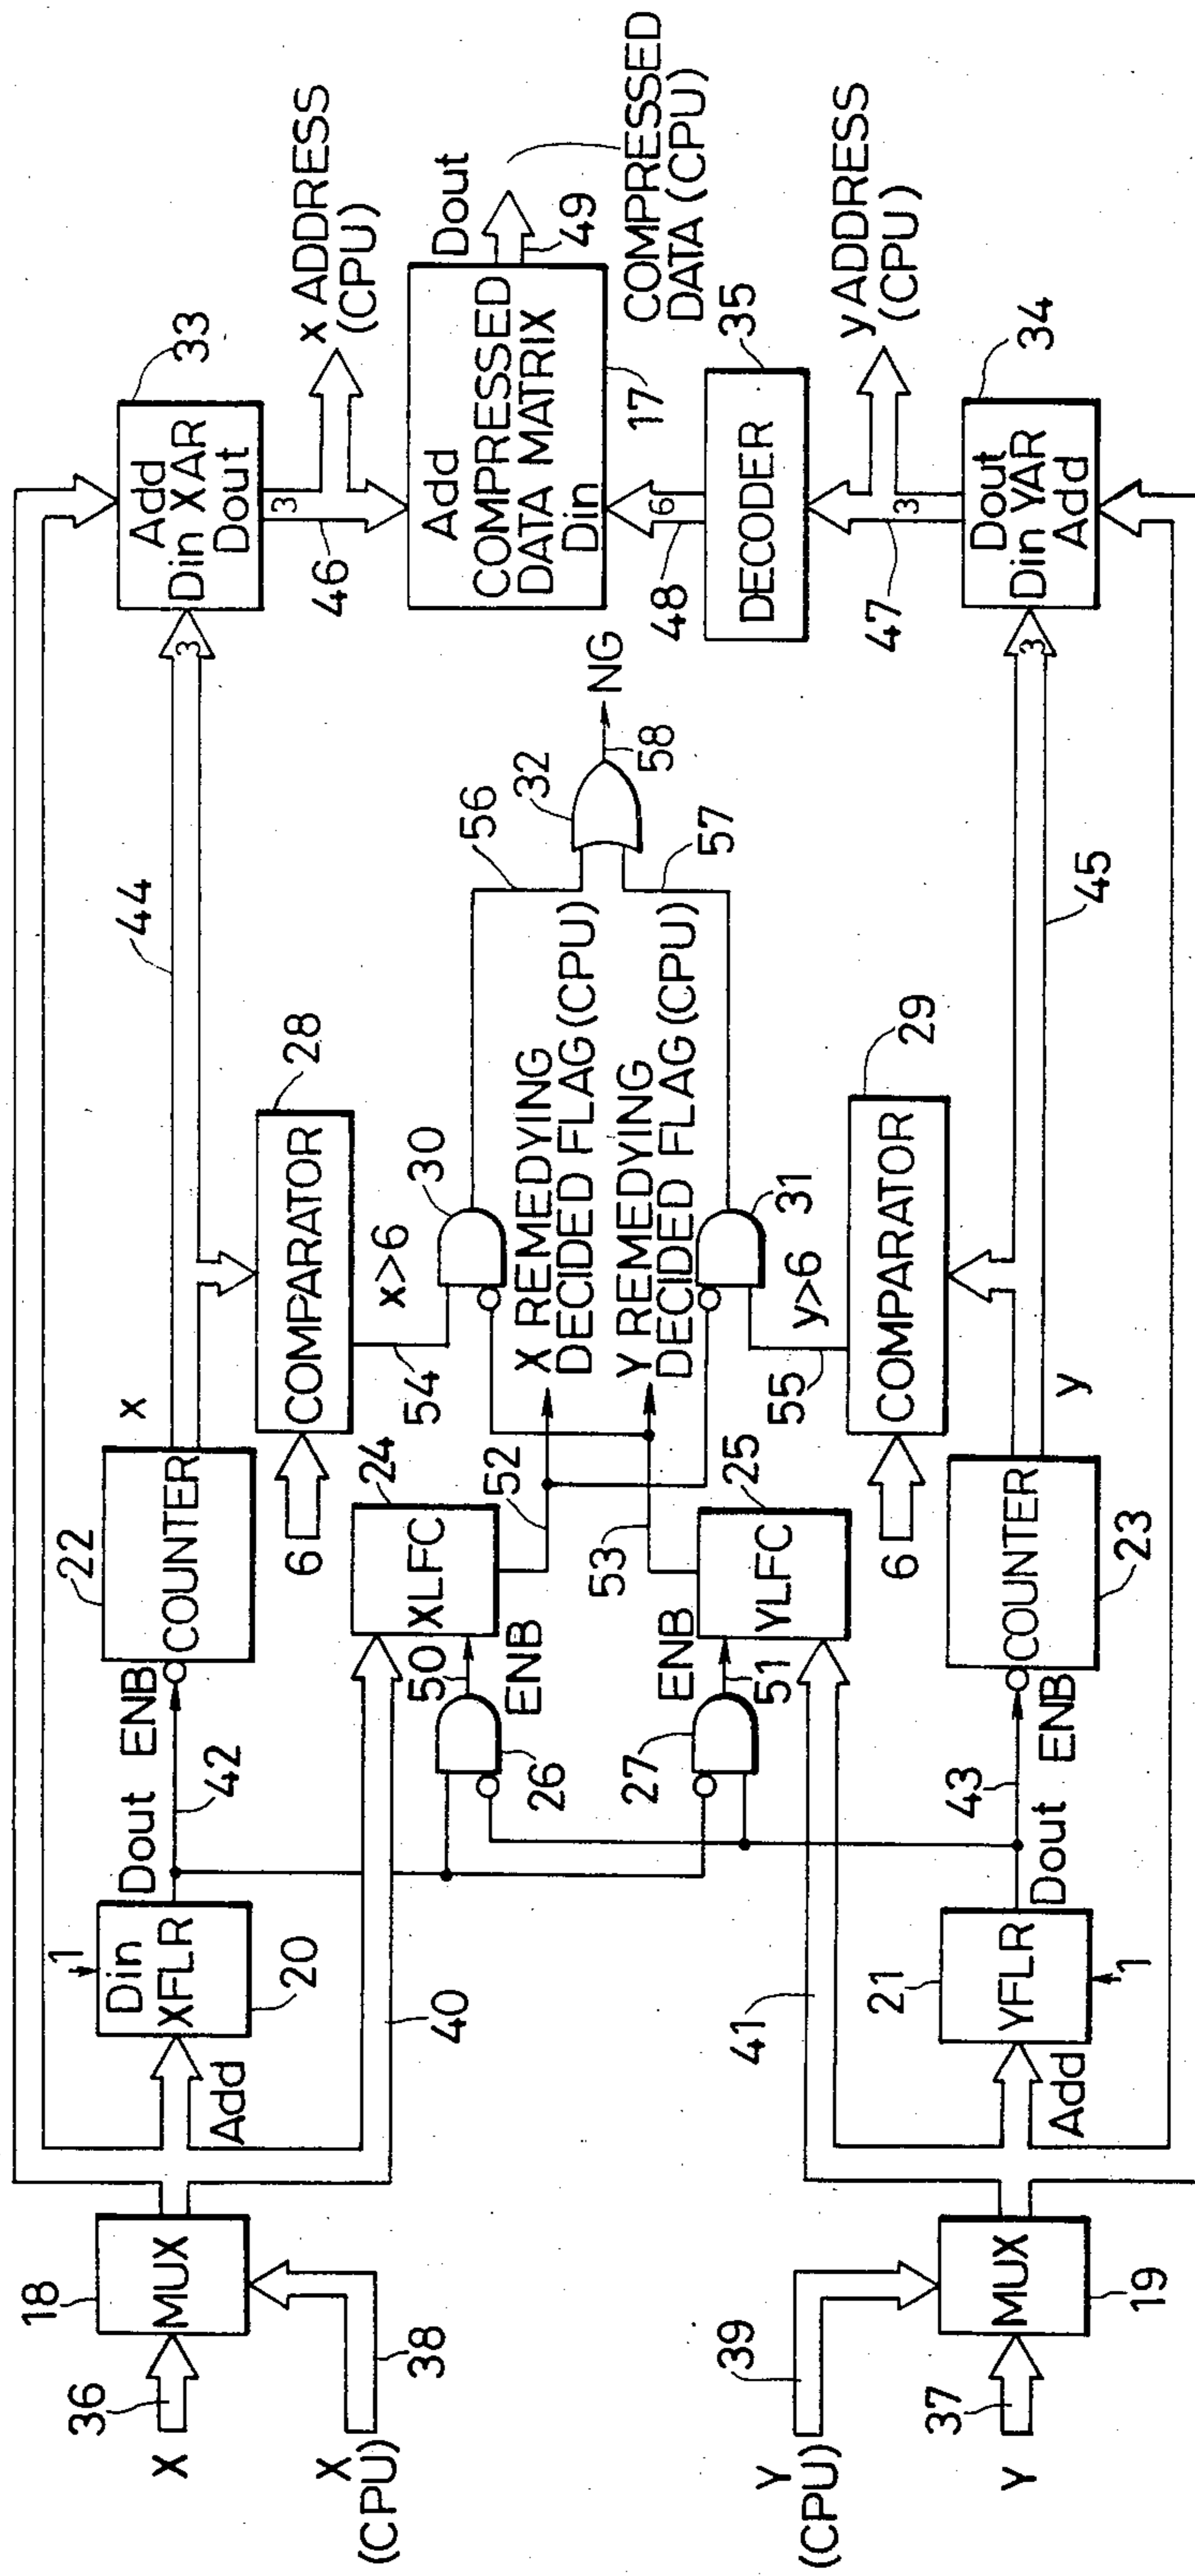 X
36
18
MUX
X
(CPU)
38
Add
1
Din
XFLR
20
Dout
42
ENB
22
COUNTER
x
44
3
Add
Din XAR
Dout
33
3
46
x ADDRESS
(CPU)
40
6
COMPARATOR
28
x>6
54
30
26
50
ENB
24
XLFC
52
X REMEDYING
DECIDED FLAG (CPU)
56
32
58
NG
Add
COMPRESSED
DATA MATRIX
Din
17
Dout
49
COMPRESSED
DATA (CPU)
27
51
ENB
25
YLFC
53
Y REMEDYING
DECIDED FLAG (CPU)
57
31
y>6
55
6
COMPARATOR
29
48
6
DECODER
35
47
3
y ADDRESS
(CPU)
Y
(CPU)
39
41
Y
37
19
MUX
Add
21
YFLR
1
Dout
43
ENB
COUNTER
23
y
45
3
Dout
Din YAR
Add
34